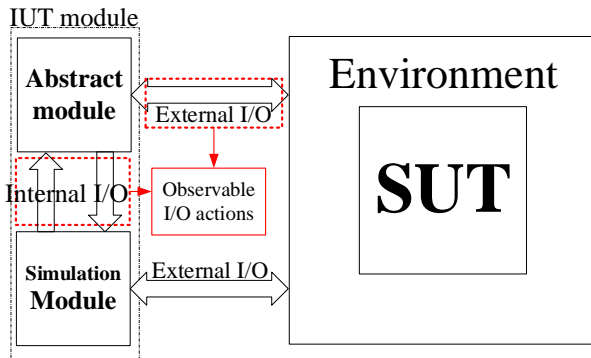 IUT module
Abstract
module
External I/O
Environment
SUT
Internal I/O
Observable
I/O actions
Simulation
Module
External I/O